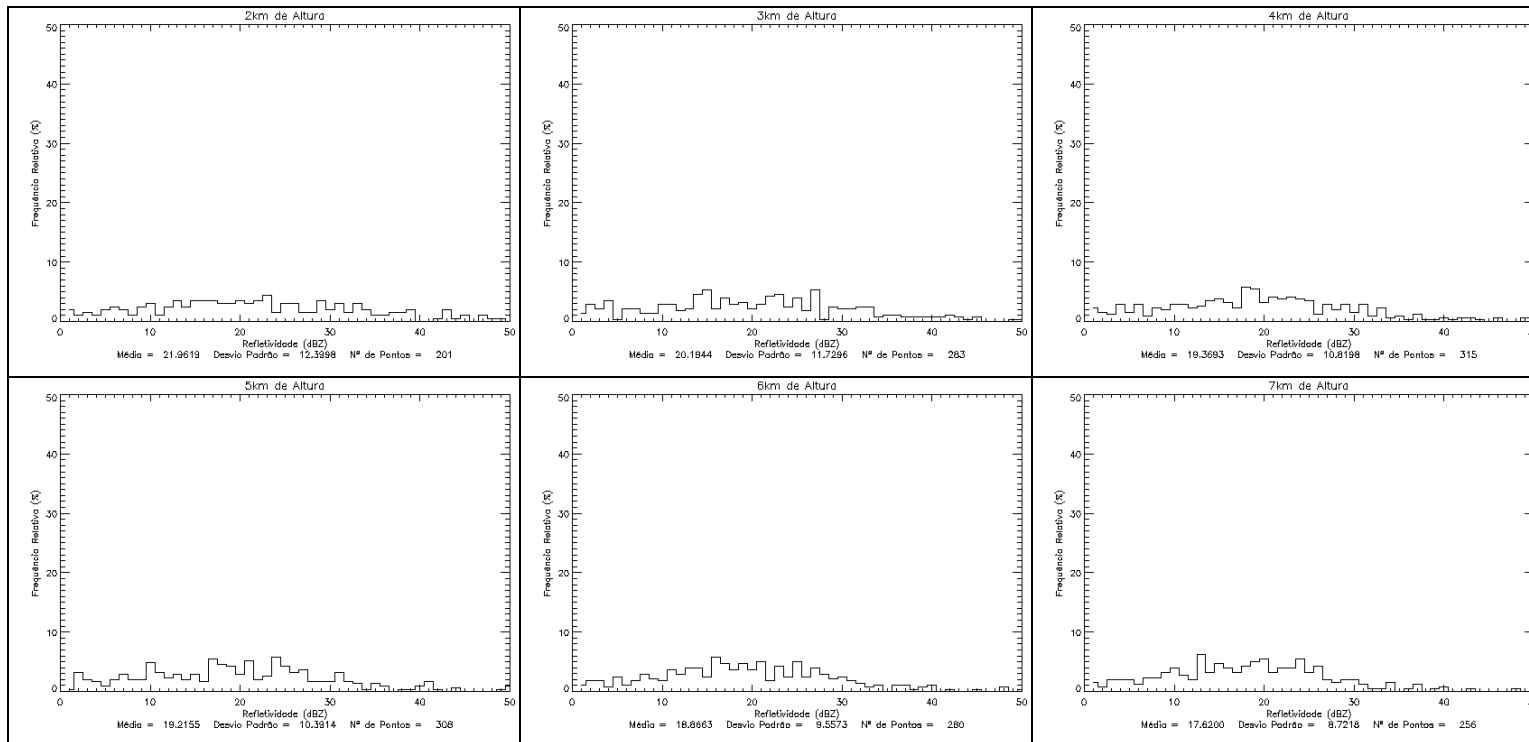 2km de Altura
50
40
30
20
10
0
Frequência Relativa (%)
0 10 20 30 40 50
Refletividade (dBZ)
Média = 21.9619 Desvio Padrão = 12.3998 Nº de Pontos = 201
3km de Altura
50
40
30
20
10
0
Frequência Relativa (%)
0 10 20 30 40 50
Refletividade (dBZ)
Média = 20.1944 Desvio Padrão = 11.7296 Nº de Pontos = 283
4km de Altura
50
40
30
20
10
0
Frequência Relativa (%)
0 10 20 30 40
Refletividade (dBZ)
Média = 19.3693 Desvio Padrão = 10.8198 Nº de Pontos = 315
5km de Altura
50
40
30
20
10
0
Frequência Relativa (%)
0 10 20 30 40 50
Refletividade (dBZ)
Média = 19.2155 Desvio Padrão = 10.3914 Nº de Pontos = 308
6km de Altura
50
40
30
20
10
0
Frequência Relativa (%)
0 10 20 30 40 50
Refletividade (dBZ)
Média = 18.8663 Desvio Padrão = 9.5573 Nº de Pontos = 280
7km de Altura
50
40
30
20
10
0
Frequência Relativa (%)
0 10 20 30 40
Refletividade (dBZ)
Média = 17.6200 Desvio Padrão = 8.7218 Nº de Pontos = 256